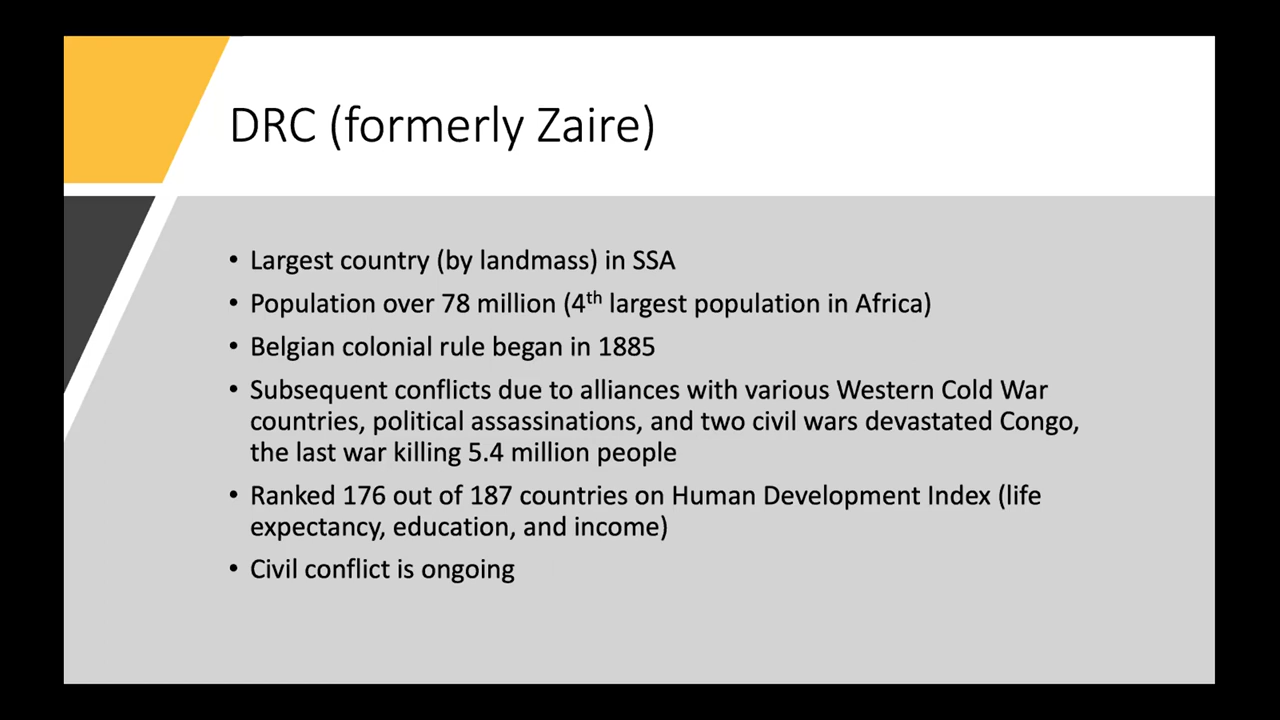 DRC (formerly Zaire)
• Largest country (by landmass) in SSA
• Population over 78 million (4th largest population in Africa)
• Belgian colonial rule began in 1885
• Subsequent conflicts due to alliances with various Western Cold War
countries, political assassinations, and two civil wars devastated Congo,
the last war killing 5.4 million people
• Ranked 176 out of 187 countries on Human Development Index (life
expectancy, education, and income)
• Civil conflict is ongoing